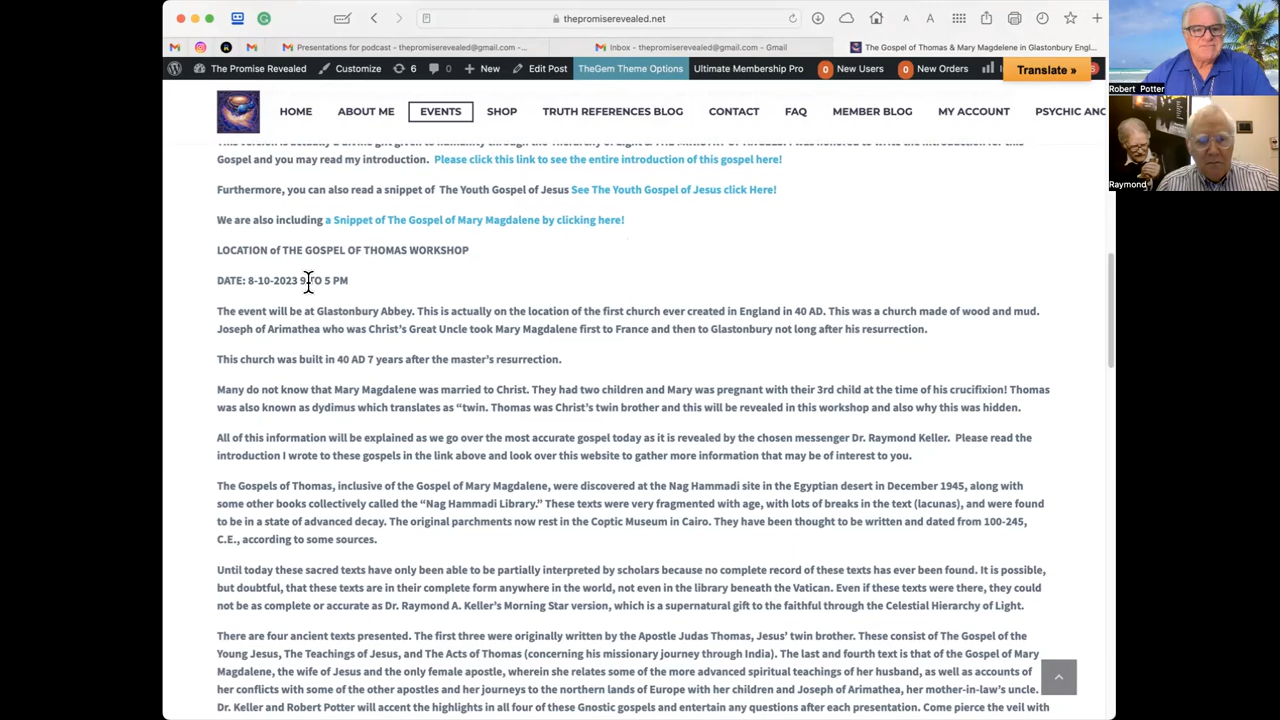 thepromiserevealed.net
Presentations for podcast - thepromiserevealed@gmail.com -...
Inbox - thepromiserevealed@gmail.com - Gmail
The Gospel of Thomas & Mary Magdelene in Glastonbury Engl...
The Promise Revealed Customize 6 0 New Edit Post TheGem Theme Options Ultimate Membership Pro 0 New Users 0 New Orders Translate »
HOME ABOUT ME EVENTS SHOP TRUTH REFERENCES BLOG CONTACT FAQ MEMBER BLOG MY ACCOUNT PSYCHIC ANC
Gospel and you may read my introduction. Please click this link to see the entire introduction of this gospel here!
Furthermore, you can also read a snippet of The Youth Gospel of Jesus See The Youth Gospel of Jesus click Here!
We are also including a Snippet of The Gospel of Mary Magdalene by clicking here!
LOCATION of THE GOSPEL OF THOMAS WORKSHOP
DATE: 8-10-2023 9 TO 5 PM
The event will be at Glastonbury Abbey. This is actually on the location of the first church ever created in England in 40 AD. This was a church made of wood and mud.
Joseph of Arimathea who was Christ's Great Uncle took Mary Magdalene first to France and then to Glastonbury not long after his resurrection.
This church was built in 40 AD 7 years after the master's resurrection.
Many do not know that Mary Magdalene was married to Christ. They had two children and Mary was pregnant with their 3rd child at the time of his crucifixion! Thomas
was also known as dydimus which translates as “twin. Thomas was Christ's twin brother and this will be revealed in this workshop and also why this was hidden.
All of this information will be explained as we go over the most accurate gospel today as it is revealed by the chosen messenger Dr. Raymond Keller. Please read the
introduction I wrote to these gospels in the link above and look over this website to gather more information that may be of interest to you.
The Gospels of Thomas, inclusive of the Gospel of Mary Magdalene, were discovered at the Nag Hammadi site in the Egyptian desert in December 1945, along with
some other books collectively called the “Nag Hammadi Library.” These texts were very fragmented with age, with lots of breaks in the text (lacunas), and were found
to be in a state of advanced decay. The original parchments now rest in the Coptic Museum in Cairo. They have been thought to be written and dated from 100-245,
C.E., according to some sources.
Until today these sacred texts have only been able to be partially interpreted by scholars because no complete record of these texts has ever been found. It is possible,
but doubtful, that these texts are in their complete form anywhere in the world, not even in the library beneath the Vatican. Even if these texts were there, they could
not be as complete or accurate as Dr. Raymond A. Keller's Morning Star version, which is a supernatural gift to the faithful through the Celestial Hierarchy of Light.
There are four ancient texts presented. The first three were originally written by the Apostle Judas Thomas, Jesus' twin brother. These consist of The Gospel of the
Young Jesus, The Teachings of Jesus, and The Acts of Thomas (concerning his missionary journey through India). The last and fourth text is that of the Gospel of Mary
Magdalene, the wife of Jesus and the only female apostle, wherein she relates some of the more advanced spiritual teachings of her husband, as well as accounts of
her conflicts with some of the other apostles and her journeys to the northern lands of Europe with her children and Joseph of Arimathea, her mother-in-law's uncle.
Dr. Keller and Robert Potter will accent the highlights in all four of these Gnostic gospels and entertain any questions after each presentation. Come pierce the veil with
Robert Potter
Raymond